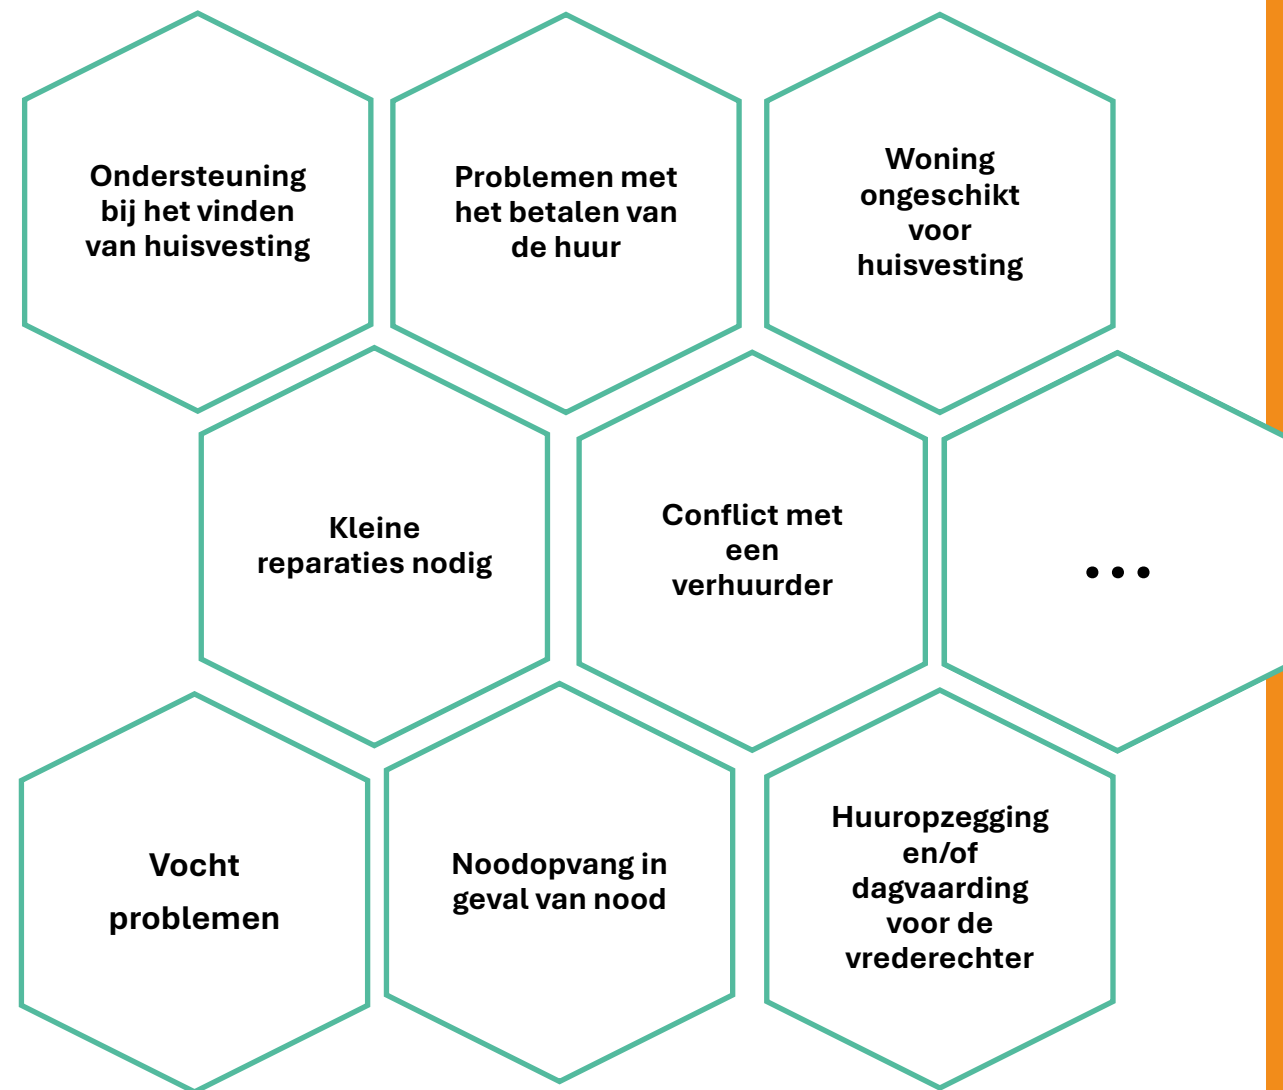 Ondersteuning
bij het vinden
van huisvesting
Problemen met
het betalen van
de huur
Woning
ongeschikt
voor
huisvesting
Kleine
reparaties nodig
Conflict met
een
verhuurder
...
Vocht
problemen
Noodopvang in
geval van nood
Huuropzegging
en/of
dagvaarding
voor de
vrederechter